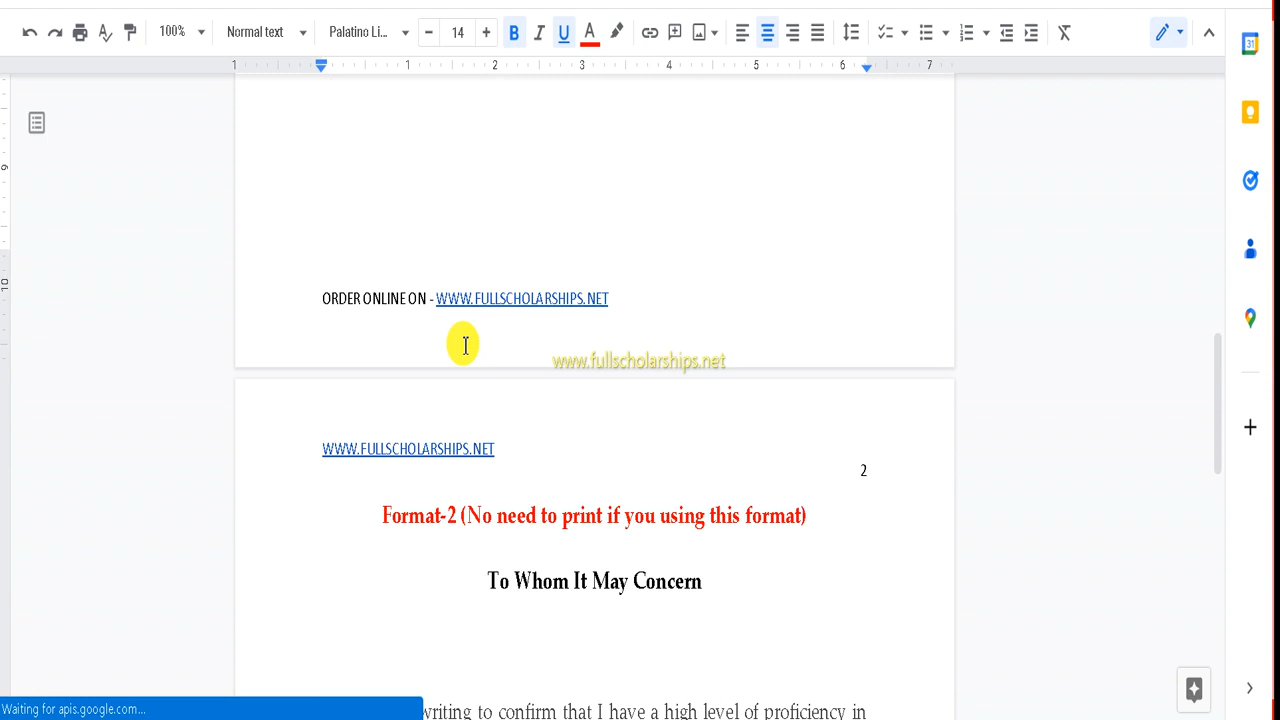 100%
Normal text
Palatino Li...
14
B I U A
1 1 2 3 4 5 6 7
31
9
10
ORDER ONLINE ON - WWW.FULLSCHOLARSHIPS.NET
www.fullscholarships.net
WWW.FULLSCHOLARSHIPS.NET
2
Format-2 (No need to print if you using this format)
To Whom It May Concern
writing to confirm that I have a high level of proficiency in
Waiting for apis.google.com...